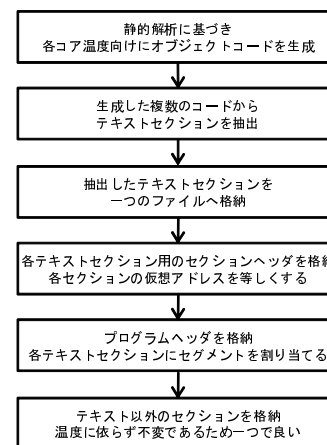 静的解析に基づき
各コア温度向けにオブジェクトコードを生成
生成した複数のコードから
テキストセクションを抽出
抽出したテキストセクションを
一つのファイルへ格納
各テキストセクション用のセクションヘッダを格納
各セクションの仮想アドレスを等しくする
プログラムヘッダを格納
各テキストセクションにセグメントを割り当てる
テキスト以外のセクションを格納
温度に依らず不変であるため一つで良い